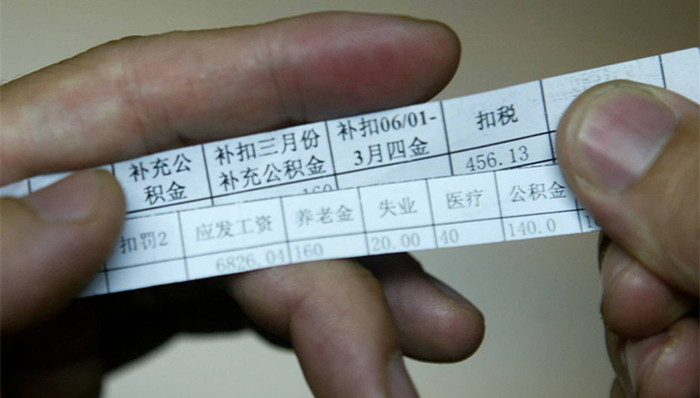 补充公
积金
补扣三月份
补充公积金
补扣06/01-
3月四金
扣税
160
456.13
扣罚2
应发工资
养老金
失业
医疗
公积金
6826.04
160
20.00
40
140.0